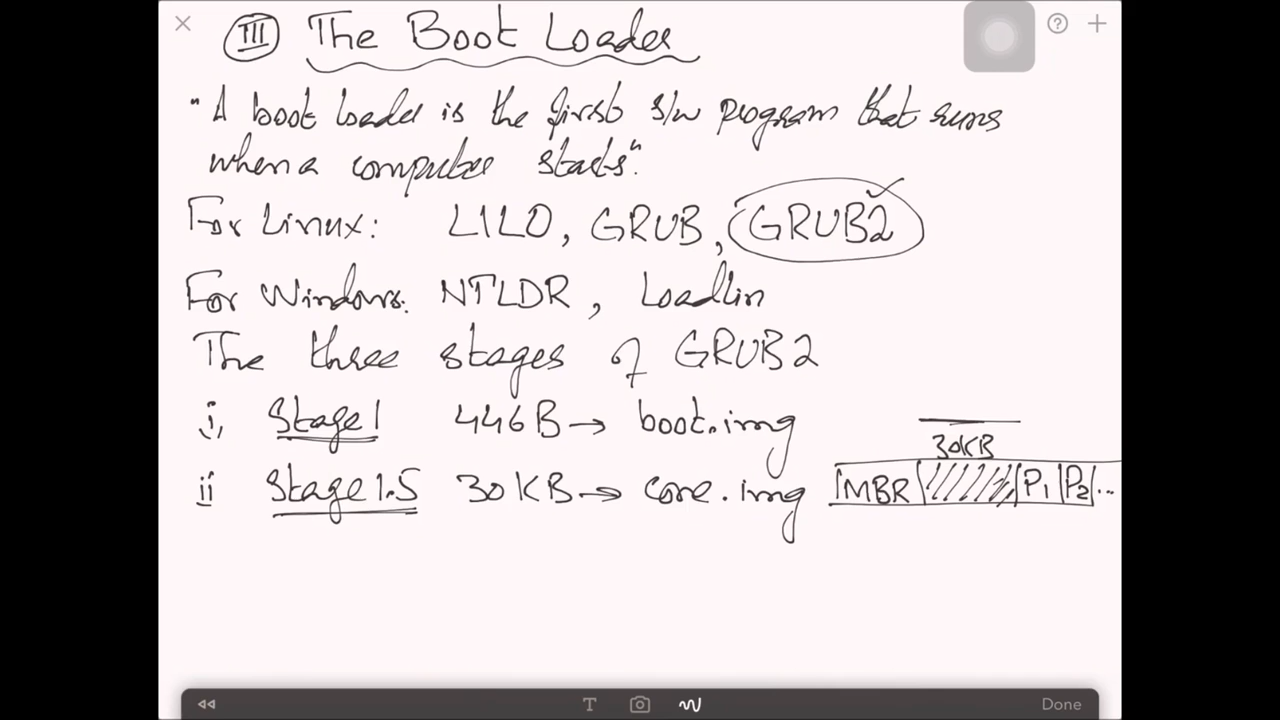 III The Boot Loader
"A boot loader is the first s/w program that runs
when a computer starts".
For Linux: LILO, GRUB, GRUB2
For Windows: NTLDR, Loadlin
The three stages of GRUB2
i, Stage 1 446B → boot.img
30KB
ii Stage 1.5 30KB → core.img MBR P1 P2 ...
T Done